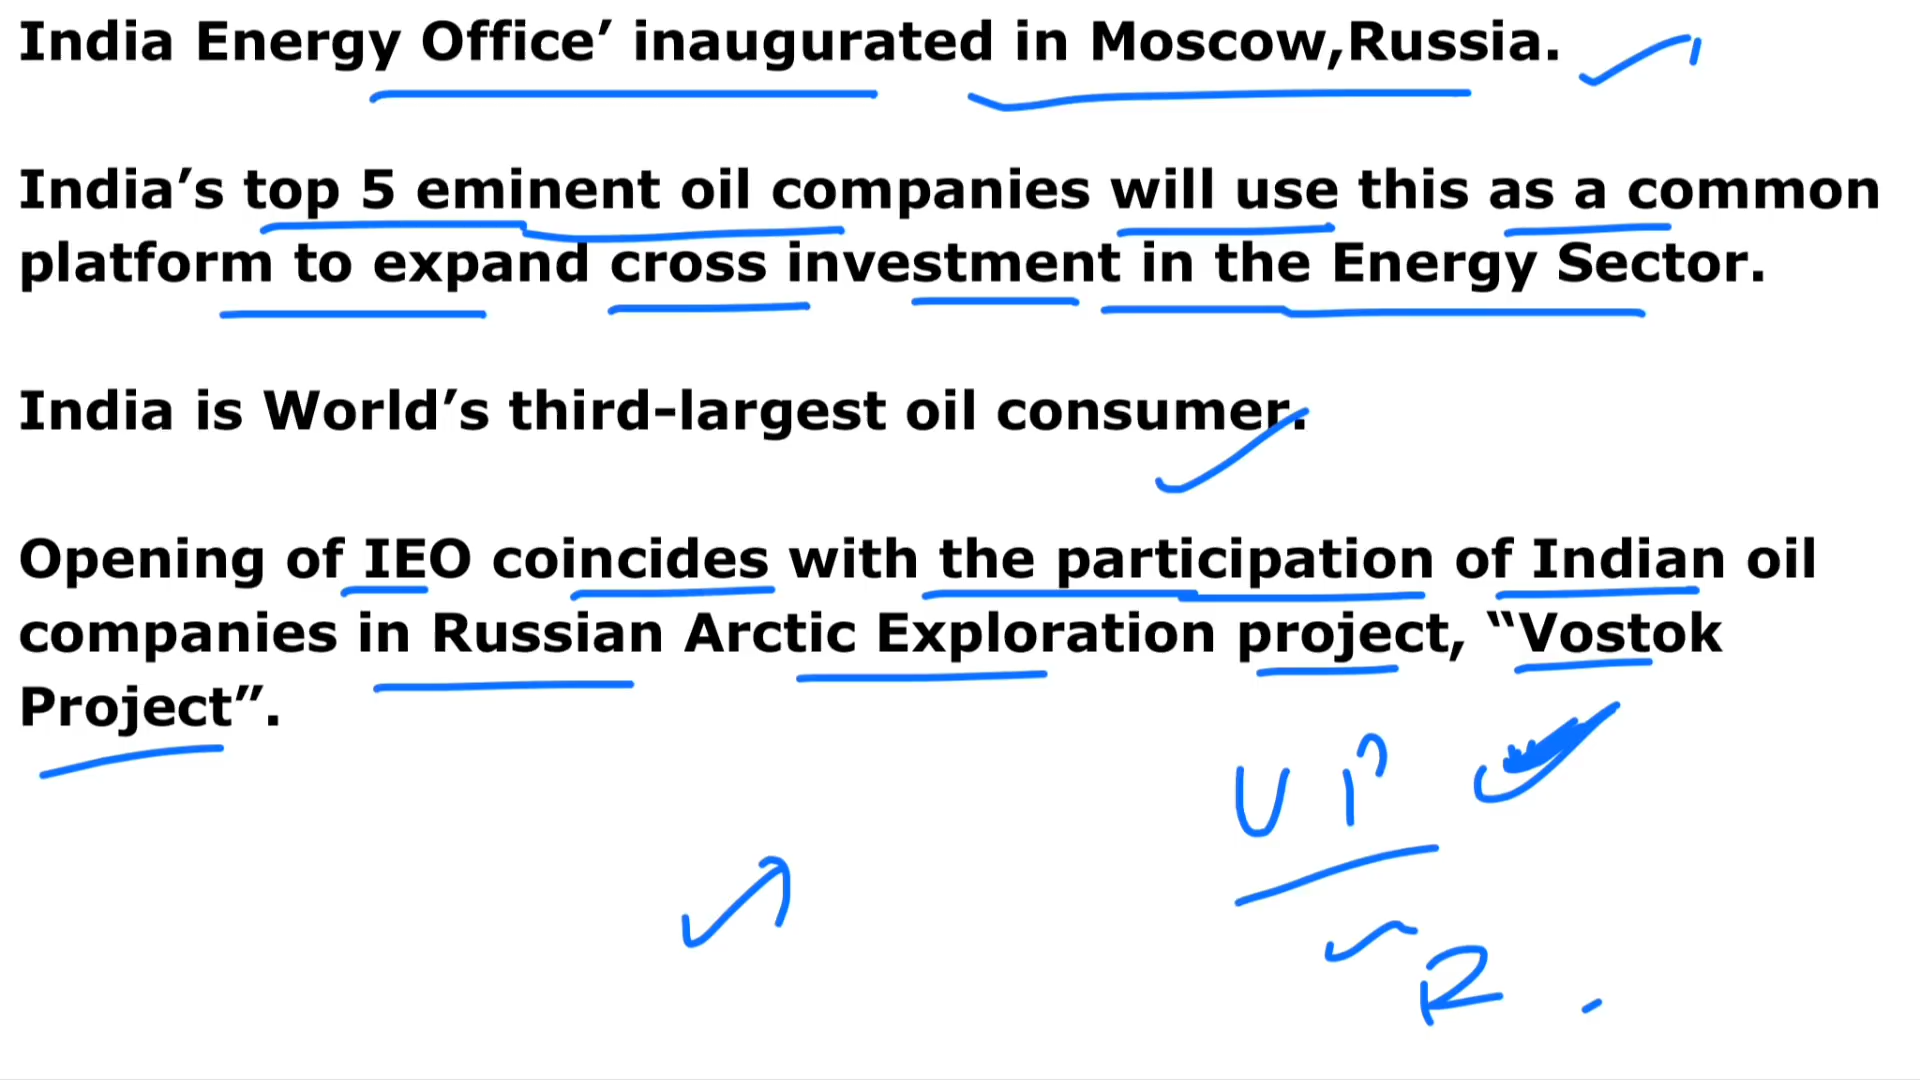 India Energy Office’ inaugurated in Moscow,Russia.
India’s top 5 eminent oil companies will use this as a common
platform to expand cross investment in the Energy Sector.
India is World’s third-largest oil consumer.
Opening of IEO coincides with the participation of Indian oil
companies in Russian Arctic Exploration project, “Vostok
Project”.